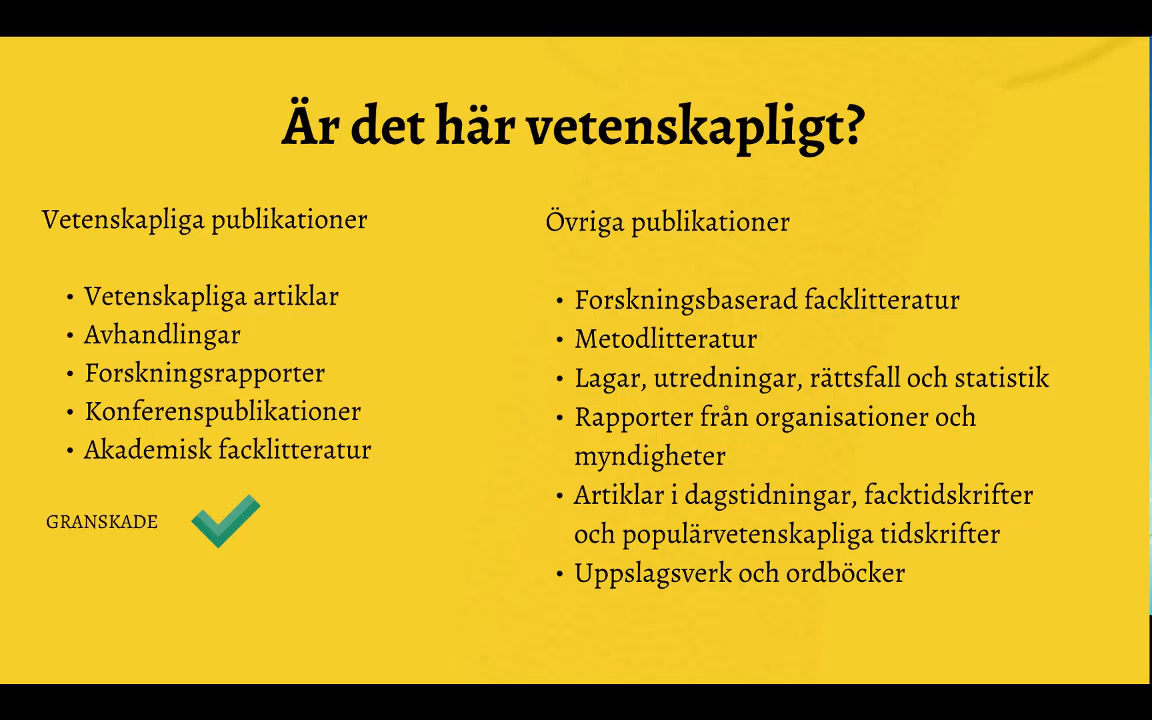 Är det här vetenskapligt?
Vetenskapliga publikationer
• Vetenskapliga artiklar
• Avhandlingar
• Forskningsrapporter
• Konferenspublikationer
• Akademisk facklitteratur
GRANSKADE
Övriga publikationer
• Forskningsbaserad facklitteratur
• Metodlitteratur
• Lagar, utredningar, rättsfall och statistik
• Rapporter från organisationer och
myndigheter
• Artiklar i dagstidningar, facktidskrifter
och populärvetenskapliga tidskrifter
• Uppslagsverk och ordböcker